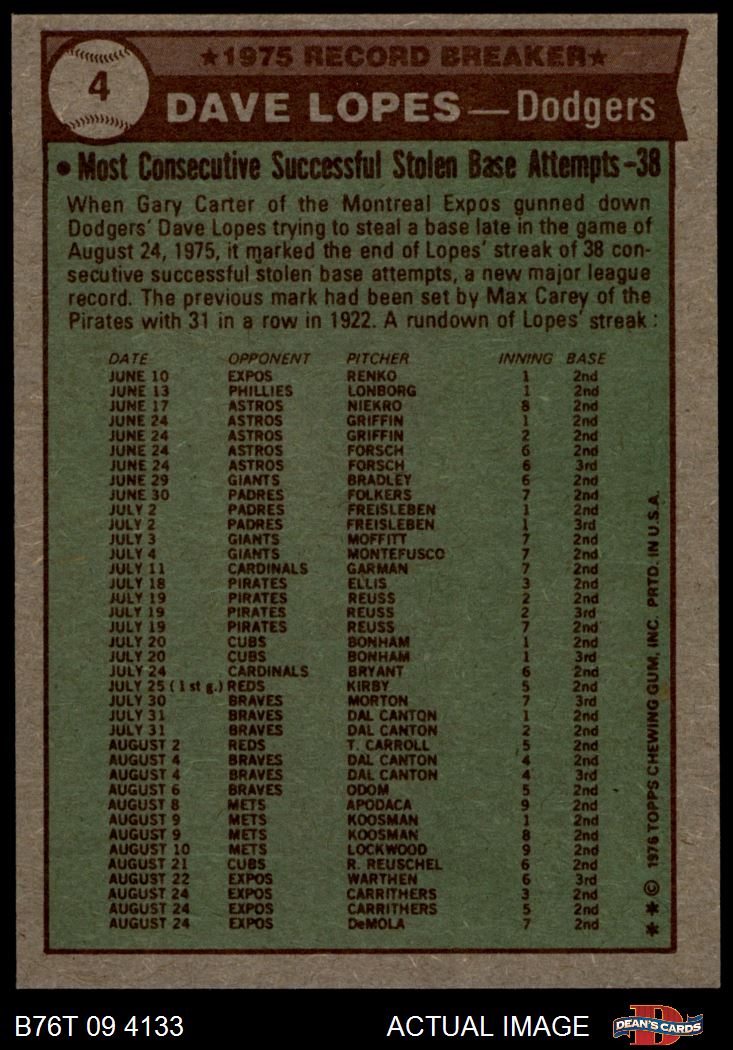 4
★1975 RECORD BREAKER★
DAVE LOPES—Dodgers
• Most Consecutive Successful Stolen Base Attempts-38
When Gary Carter of the Montreal Expos gunned down
Dodgers' Dave Lopes trying to steal a base late in the game of
August 24, 1975, it marked the end of Lopes' streak of 38 con-
secutive successful stolen base attempts, a new major league
record. The previous mark had been set by Max Carey of the
Pirates with 31 in a row in 1922. A rundown of Lopes' streak:
DATE OPPONENT PITCHER INNING BASE
JUNE 10 EXPOS RENKO 1 2nd
JUNE 13 PHILLIES LONBORG 1 2nd
JUNE 17 ASTROS NIEKRO 8 2nd
JUNE 24 ASTROS GRIFFIN 1 2nd
JUNE 24 ASTROS GRIFFIN 2 2nd
JUNE 24 ASTROS FORSCH 6 2nd
JUNE 24 ASTROS FORSCH 6 3rd
JUNE 29 GIANTS BRADLEY 6 2nd
JUNE 30 PADRES FOLKERS 7 2nd
JULY 2 PADRES FREISLEBEN 1 2nd
JULY 2 PADRES FREISLEBEN 1 3rd
JULY 3 GIANTS MOFFITT 7 2nd
JULY 4 GIANTS MONTEFUSCO 7 2nd
JULY 11 CARDINALS GARMAN 7 2nd
JULY 18 PIRATES ELLIS 3 2nd
JULY 19 PIRATES REUSS 2 2nd
JULY 19 PIRATES REUSS 2 3rd
JULY 19 PIRATES REUSS 7 2nd
JULY 20 CUBS BONHAM 1 2nd
JULY 20 CUBS BONHAM 1 3rd
JULY 24 CARDINALS BRYANT 6 2nd
JULY 25 (1st g.) REDS KIRBY 5 2nd
JULY 30 BRAVES MORTON 7 3rd
JULY 31 BRAVES DAL CANTON 1 2nd
JULY 31 BRAVES DAL CANTON 2 2nd
AUGUST 2 REDS T. CARROLL 5 2nd
AUGUST 4 BRAVES DAL CANTON 4 2nd
AUGUST 4 BRAVES DAL CANTON 4 3rd
AUGUST 6 BRAVES ODOM 5 2nd
AUGUST 8 METS APODACA 9 2nd
AUGUST 9 METS KOOSMAN 1 2nd
AUGUST 9 METS KOOSMAN 8 2nd
AUGUST 10 METS LOCKWOOD 9 2nd
AUGUST 21 CUBS R. REUSCHEL 6 2nd
AUGUST 22 EXPOS WARTHEN 6 3rd
AUGUST 24 EXPOS CARRITHERS 3 2nd
AUGUST 24 EXPOS CARRITHERS 5 2nd
AUGUST 24 EXPOS DeMOLA 7 2nd
★★© 1976 TOPPS CHEWING GUM, INC. PRTD. IN U.S.A.
B76T 09 4133 ACTUAL IMAGE
D
DEAN'S CARDS